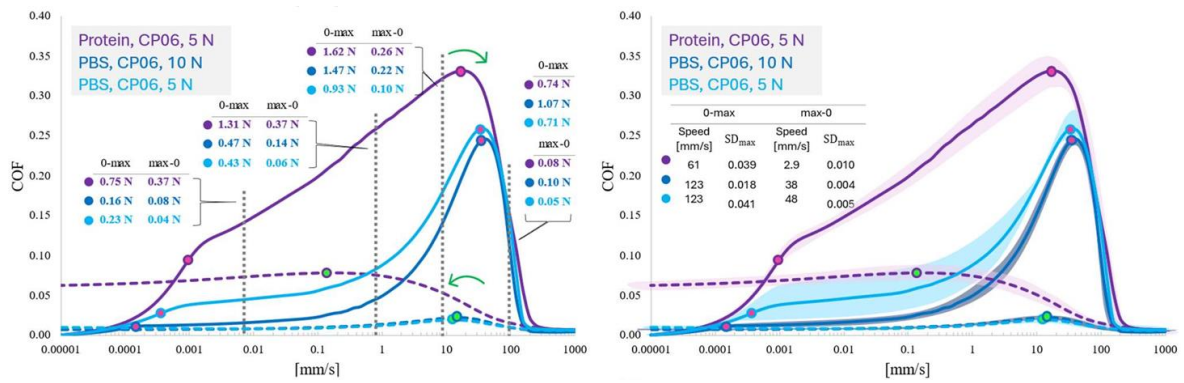 0.40
0.35
0.30
0.25
0.20
0.15
0.10
0.05
0.00
COF
Protein, CP06, 5 N
PBS, CP06, 10 N
PBS, CP06, 5 N
0-max max-0
0.75 N 0.37 N
0.16 N 0.08 N
0.23 N 0.04 N
0-max max-0
1.31 N 0.37 N
0.47 N 0.14 N
0.43 N 0.06 N
0-max max-0
1.62 N 0.26 N
1.47 N 0.22 N
0.93 N 0.10 N
0-max
0.74 N
1.07 N
0.71 N
max-0
0.08 N
0.10 N
0.05 N
0.00001 0.0001 0.001 0.01 0.1 1 10 100 1000
[mm/s]
0.40
0.35
0.30
0.25
0.20
0.15
0.10
0.05
0.00
COF
Protein, CP06, 5 N
PBS, CP06, 10 N
PBS, CP06, 5 N
0-max max-0
Speed [mm/s] SDmax Speed [mm/s] SDmax
61 0.039 2.9 0.010
123 0.018 38 0.004
123 0.041 48 0.005
0.00001 0.0001 0.001 0.01 0.1 1 10 100 1000
[mm/s]